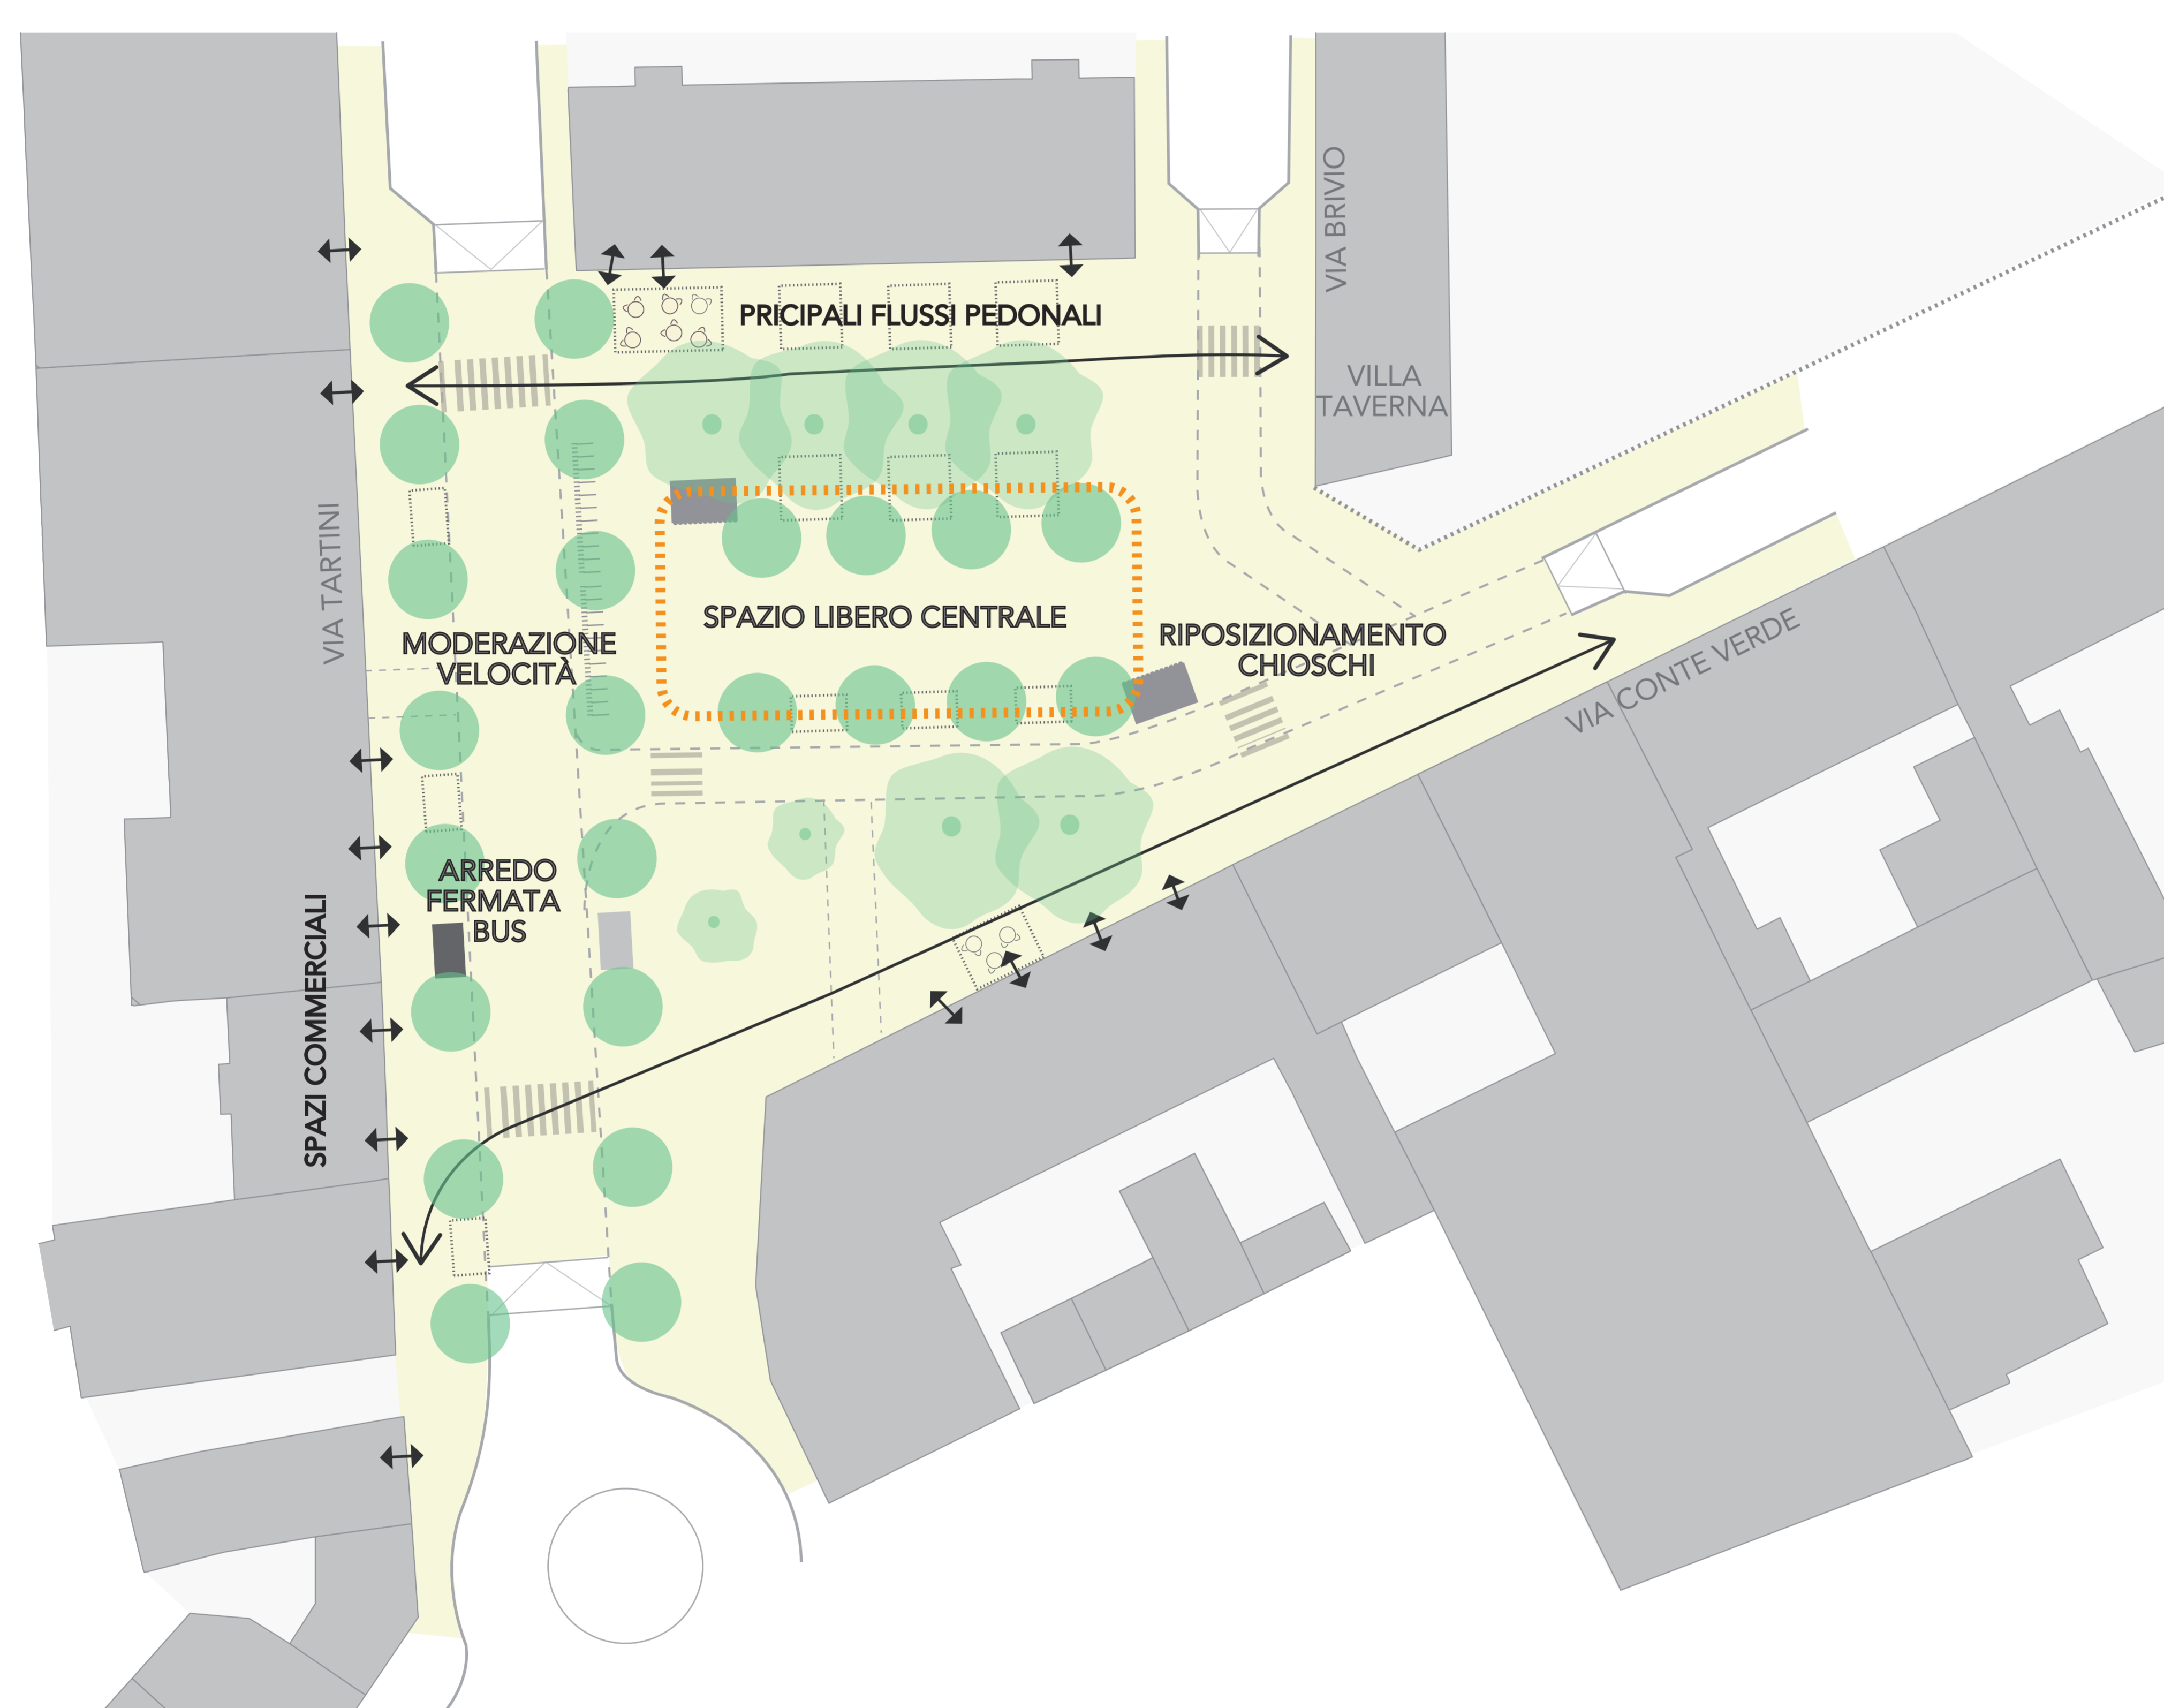 VIA BRIVIO
PRICIPALI FLUSSI PEDONALI
VILLA
TAVERNA
VIA TARTINI
SPAZIO LIBERO CENTRALE
MODERAZIONE
VELOCITÀ
RIPOSIZIONAMENTO
CHIOSCHI
VIA CONTE VERDE
ARREDO
FERMATA
BUS
SPAZI COMMERCIALI